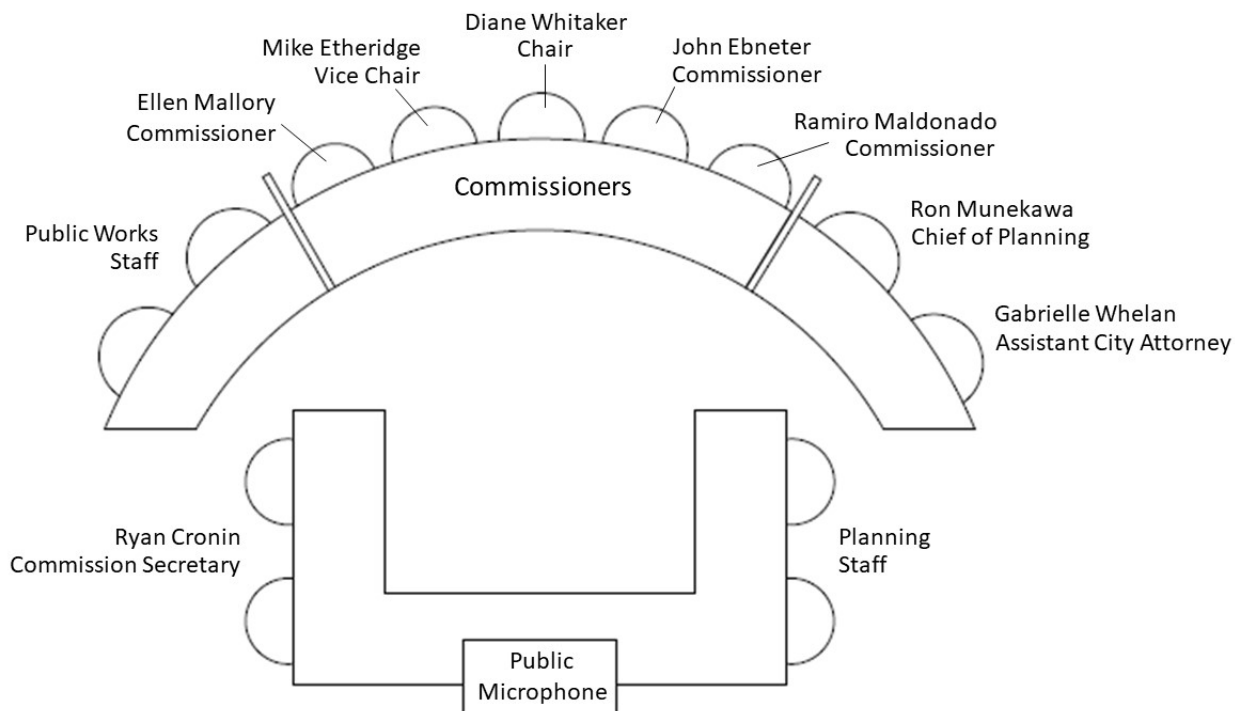 Diane Whitaker
Chair
Mike Etheridge
Vice Chair
John Ebneter
Commissioner
Ellen Mallory
Commissioner
Ramiro Maldonado
Commissioner
Commissioners
Public Works
Staff
Ron Munekawa
Chief of Planning
Gabrielle Whelan
Assistant City Attorney
Ryan Cronin
Commission Secretary
Planning
Staff
Public
Microphone